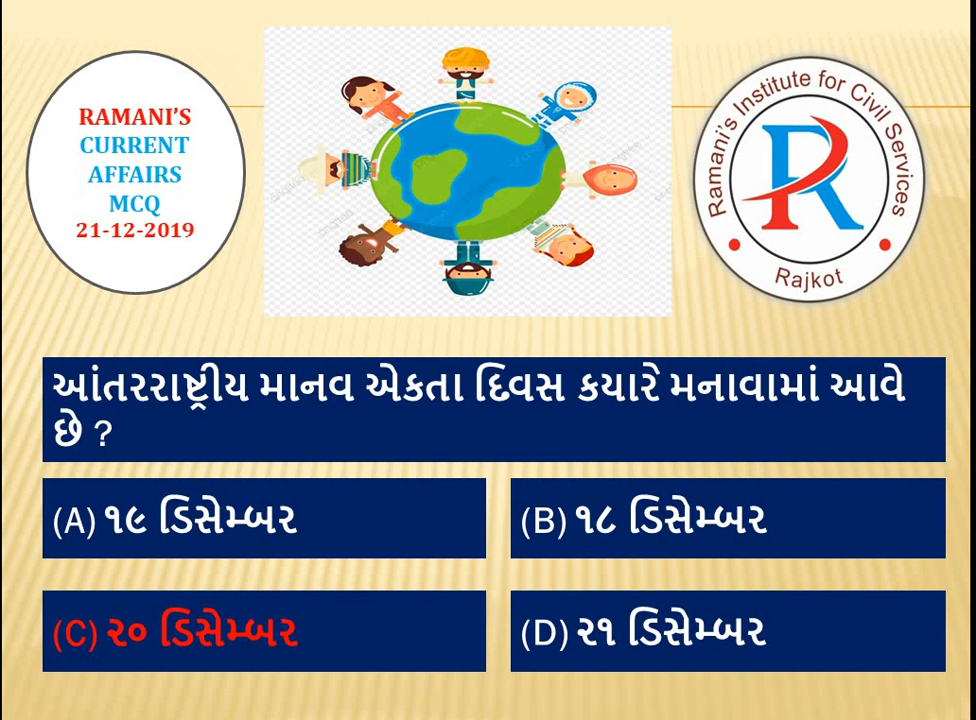 RAMANI'S
CURRENT
AFFAIRS
MCQ
21-12-2019
Ramani's Institute for Civil Services
R
Rajkot
આંતરરાષ્ટ્રીય માનવ એકતા દિવસ કયારે મનાવામાં આવે
છે ?
(A) ૧૯ ડિસેમ્બર
(B) ૧૮ ડિસેમ્બર
(C) ૨૦ ડિસેમ્બર
(D) ૨૧ ડિસેમ્બર